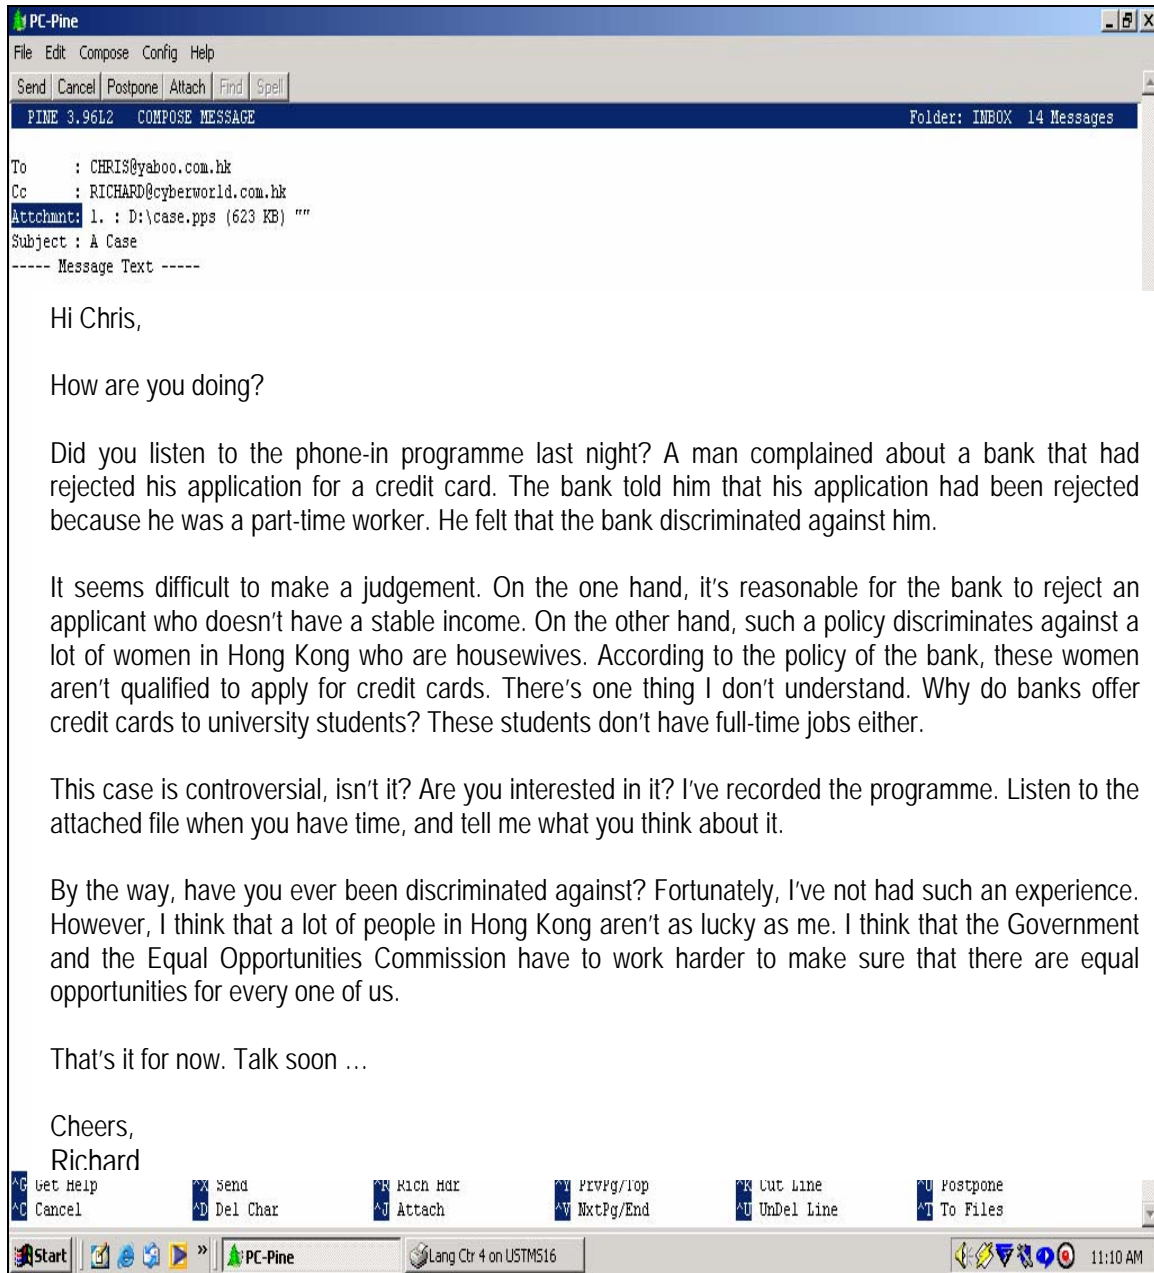 PC-Pine
File Edit Compose Config Help
Send Cancel Postpone Attach Find Spell
PINE 3.96L2 COMPOSE MESSAGE Folder: INBOX 14 Messages
To : CHRIS@yaboo.com.hk
Cc : RICHARD@cyberworld.com.hk
Attchmnt: 1. : D:\case.pps (623 KB) ""
Subject : A Case
----- Message Text -----
Hi Chris,
How are you doing?
Did you listen to the phone-in programme last night? A man complained about a bank that had
rejected his application for a credit card. The bank told him that his application had been rejected
because he was a part-time worker. He felt that the bank discriminated against him.
It seems difficult to make a judgement. On the one hand, it's reasonable for the bank to reject an
applicant who doesn't have a stable income. On the other hand, such a policy discriminates against a
lot of women in Hong Kong who are housewives. According to the policy of the bank, these women
aren't qualified to apply for credit cards. There's one thing I don't understand. Why do banks offer
credit cards to university students? These students don't have full-time jobs either.
This case is controversial, isn't it? Are you interested in it? I've recorded the programme. Listen to the
attached file when you have time, and tell me what you think about it.
By the way, have you ever been discriminated against? Fortunately, I've not had such an experience.
However, I think that a lot of people in Hong Kong aren't as lucky as me. I think that the Government
and the Equal Opportunities Commission have to work harder to make sure that there are equal
opportunities for every one of us.
That's it for now. Talk soon …
Cheers,
Richard
^G Get Help ^X Send ^R Rich Hdr ^Y PrvPg/Top ^K Cut Line ^O Postpone
^C Cancel ^D Del Char ^J Attach ^V NxtPg/End ^U UnDel Line ^T To Files
Start » PC-Pine Lang Ctr 4 on USTMS16 11:10 AM